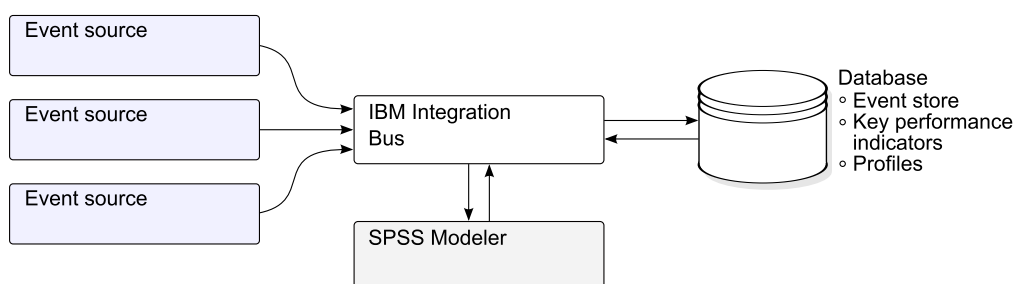 Event source
Event source
Event source
IBM Integration
Bus
SPSS Modeler
Database
∘ Event store
∘ Key performance
indicators
∘ Profiles